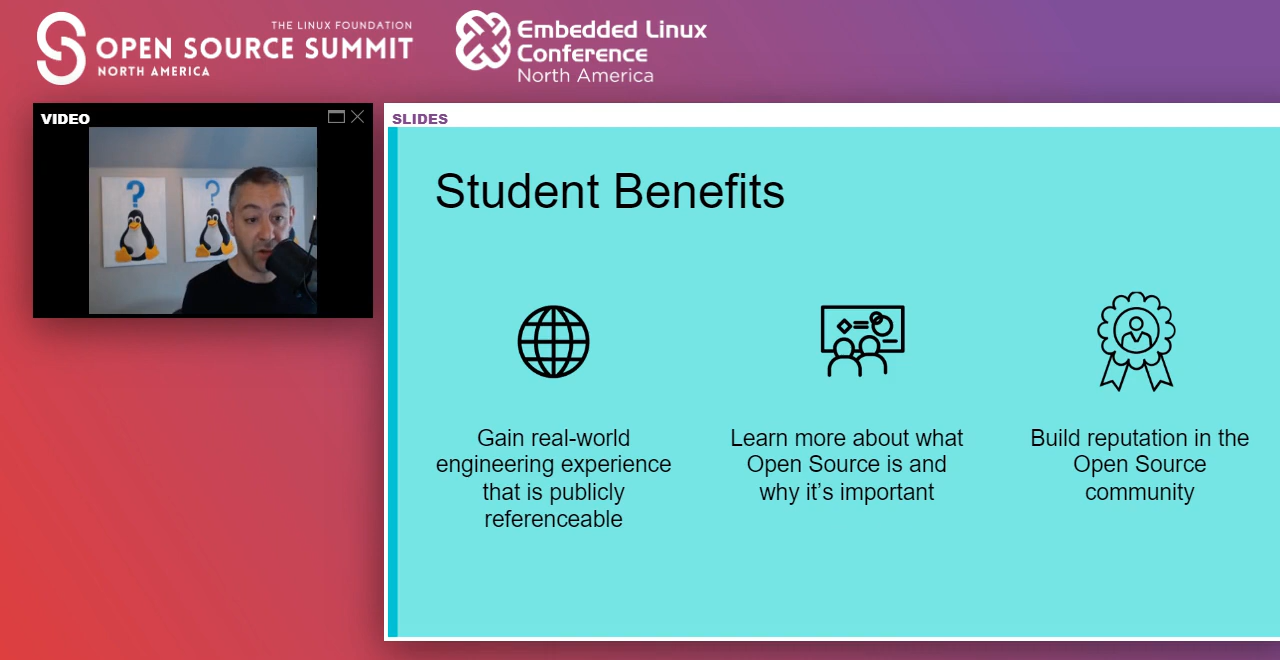 THE LINUX FOUNDATION
OPEN SOURCE SUMMIT
NORTH AMERICA
Embedded Linux
Conference
North America
VIDEO
SLIDES
Student Benefits
Gain real-world
engineering experience
that is publicly
referenceable
Learn more about what
Open Source is and
why it's important
Build reputation in the
Open Source
community